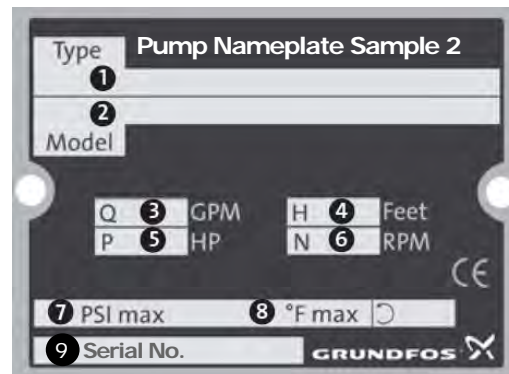 Type Pump Nameplate Sample 2
1
2
Model
Q 3 GPM H 4 Feet
P 5 HP N 6 RPM
CE
7 PSI max 8 °F max
9 Serial No. GRUNDFOS